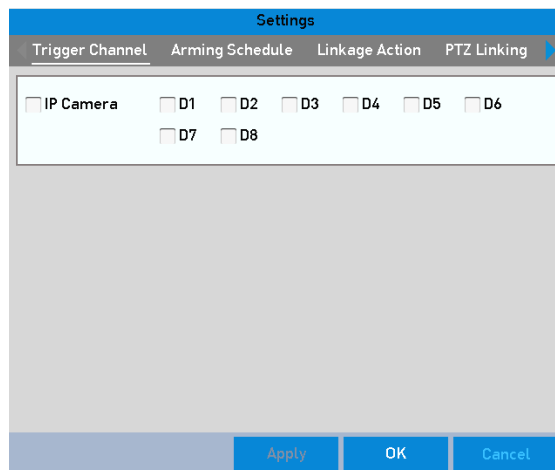 Settings
Trigger Channel Arming Schedule Linkage Action PTZ Linking
IP Camera D1 D2 D3 D4 D5 D6
D7 D8
Apply OK Cancel